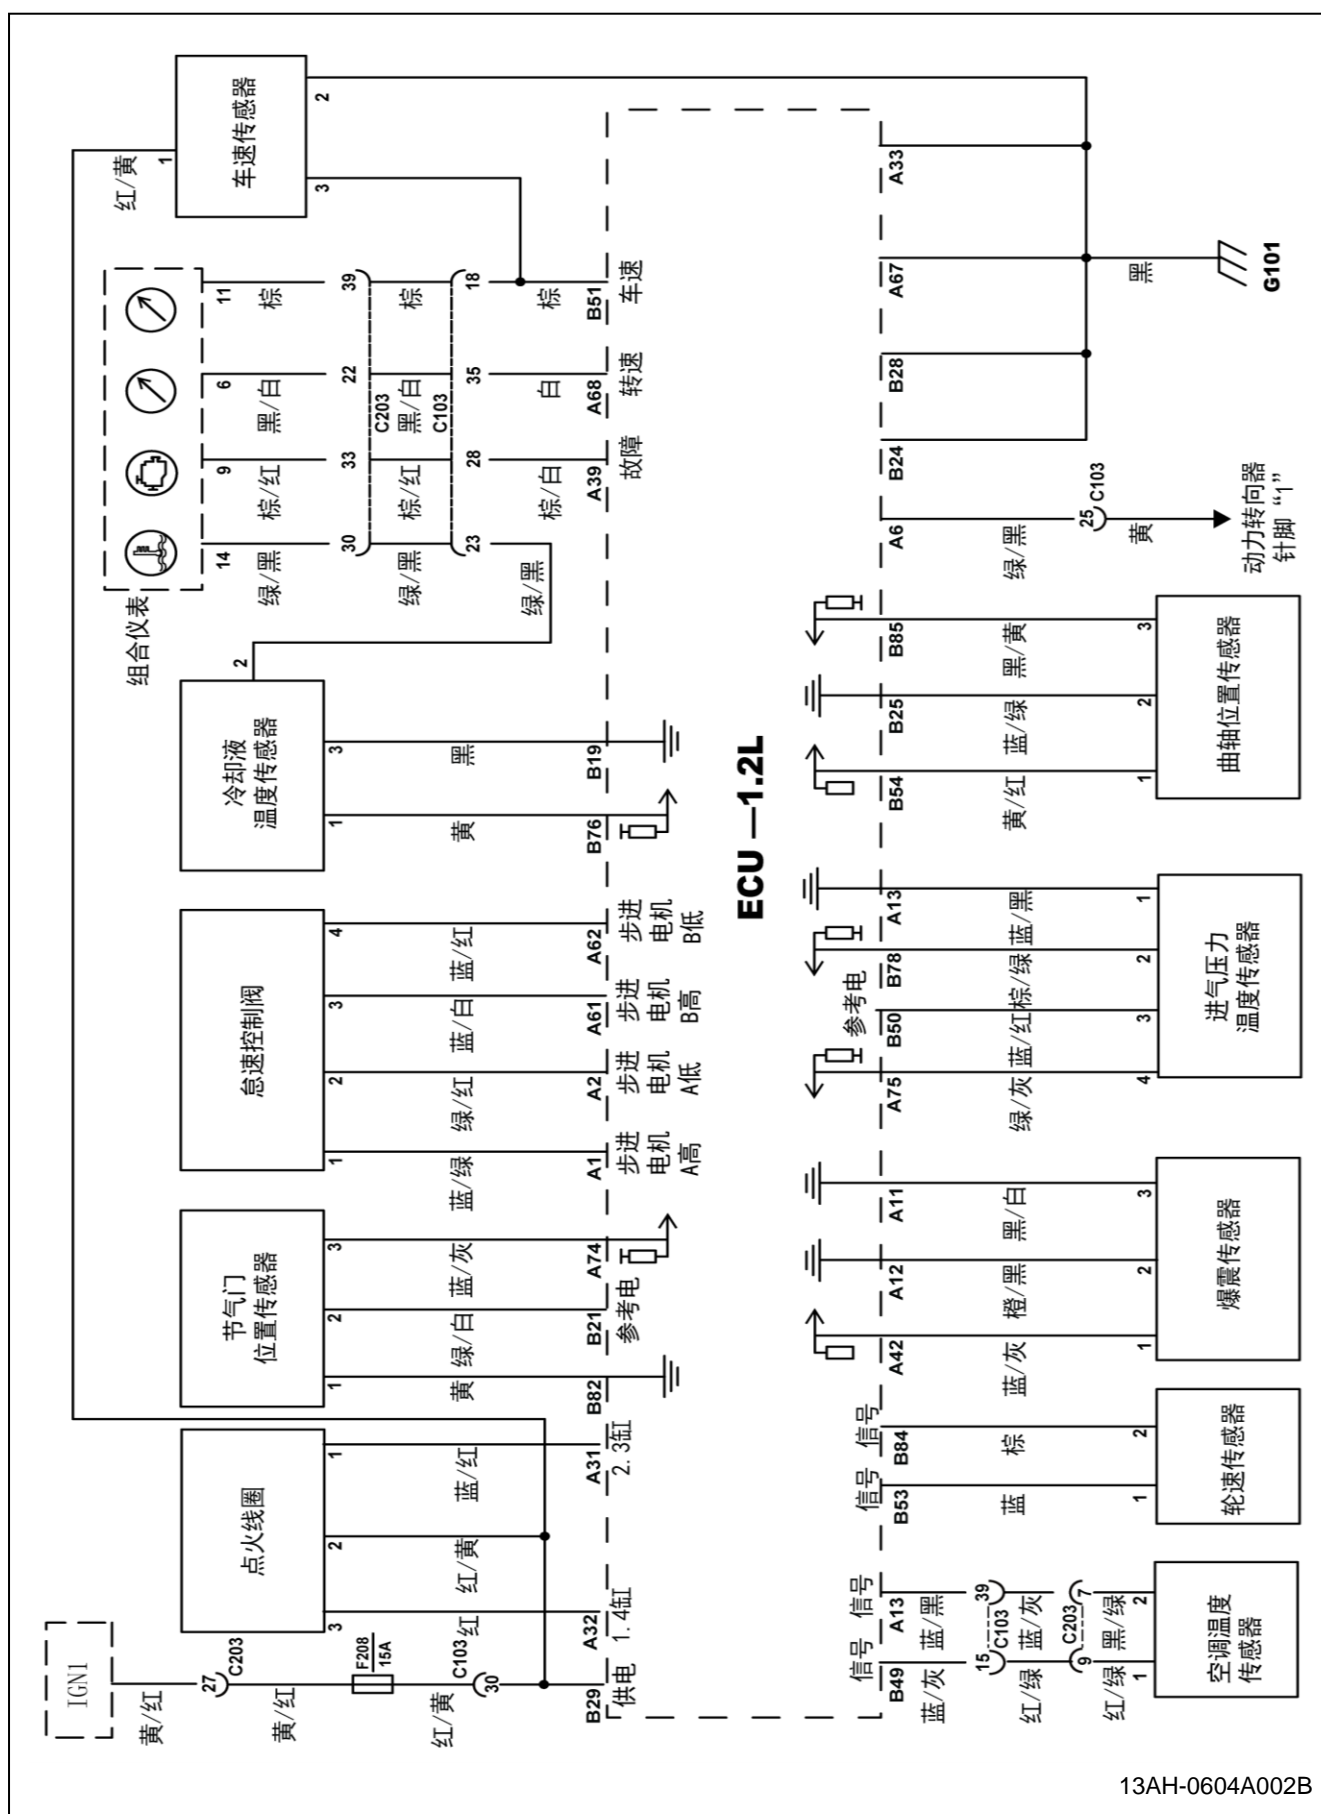 IGN1
黄/红
27
C203
黄/红
F208
15A
C103
30
红/黄
B29
供电
点火线圈
3
2
1
红
红/黄
蓝/红
A32
1.4缸
A31
2.3缸
节气门
位置传感器
1
2
3
黄
绿/白
蓝/灰
B82
B21
A74
参考电
怠速控制阀
1
2
3
4
蓝/绿
绿/红
蓝/白
蓝/红
A1
A2
A61
A62
步进
电机
A高
步进
电机
A低
步进
电机
B高
步进
电机
B低
冷却液
温度传感器
1
3
2
黄
黑
B76
B19
绿/黑
组合仪表
14
9
6
11
绿/黑
棕/红
黑/白
棕
30
33
22
39
C203
绿/黑
棕/红
黑/白
棕
C103
23
28
35
18
棕/白
白
棕
A39
A68
B51
故障
转速
车速
车速传感器
1
2
3
红/黄
ECU —1.2L
信号
信号
B49
A13
蓝/灰
蓝/黑
15
39
C103
红/绿
蓝/灰
9
7
C203
红/绿
黑/绿
1
2
空调温度
传感器
信号
信号
B53
B84
蓝
棕
1
2
轮速传感器
A42
A12
A11
蓝/灰
橙/黑
黑/白
1
2
3
爆震传感器
参考电
A75
B50
B78
A13
绿/灰
蓝/红
棕/绿
蓝/黑
4
3
2
1
进气压力
温度传感器
B54
B25
B85
黄/红
蓝/绿
黑/黄
1
2
3
曲轴位置传感器
A6
绿/黑
25
C103
黄
动力转向器
针脚“1”
B24
B28
A67
A33
黑
G101
13AH-0604A002B